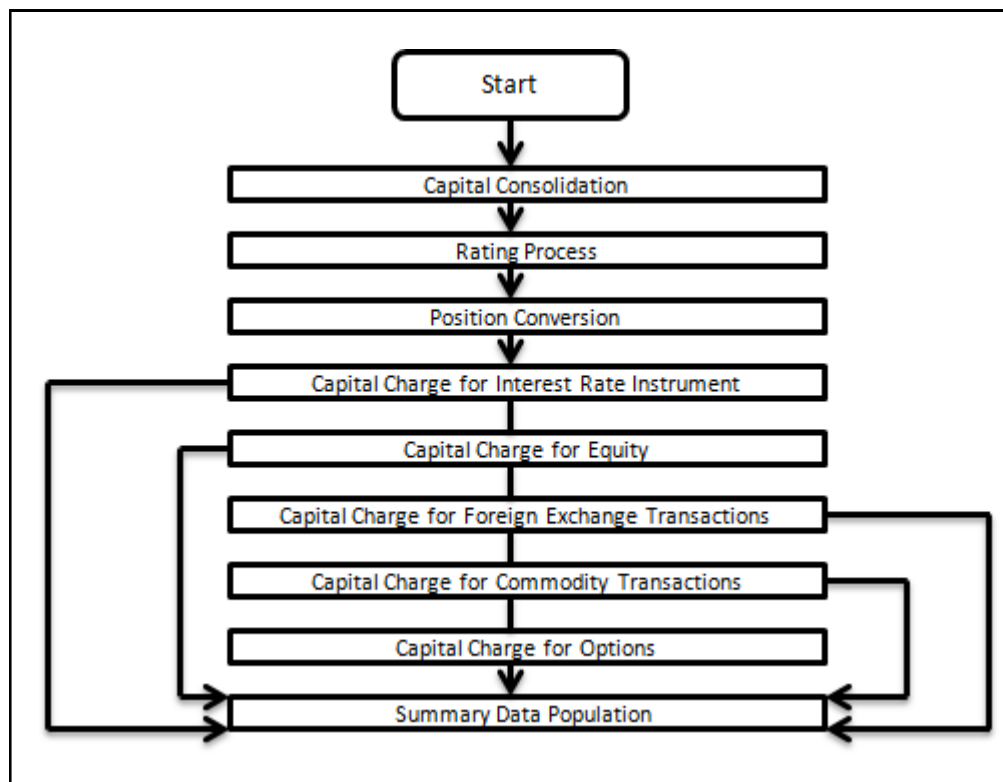 Start
Capital Consolidation
Rating Process
Position Conversion
Capital Charge for Interest Rate Instrument
Capital Charge for Equity
Capital Charge for Foreign Exchange Transactions
Capital Charge for Commodity Transactions
Capital Charge for Options
Summary Data Population